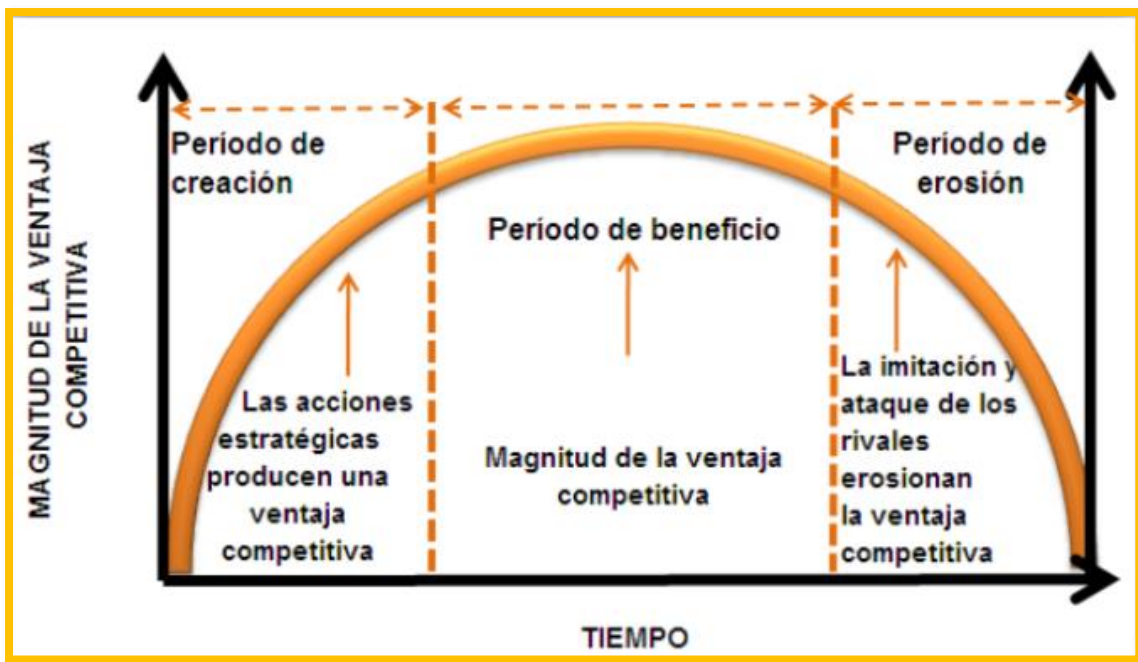 MAGNITUD DE LA VENTAJA
COMPETITIVA
Período de
creación
Período de beneficio
Período de
erosión
Las acciones
estratégicas
producen una
ventaja
competitiva
Magnitud de la ventaja
competitiva
La imitación y
ataque de los
rivales
erosionan
la ventaja
competitiva
TIEMPO